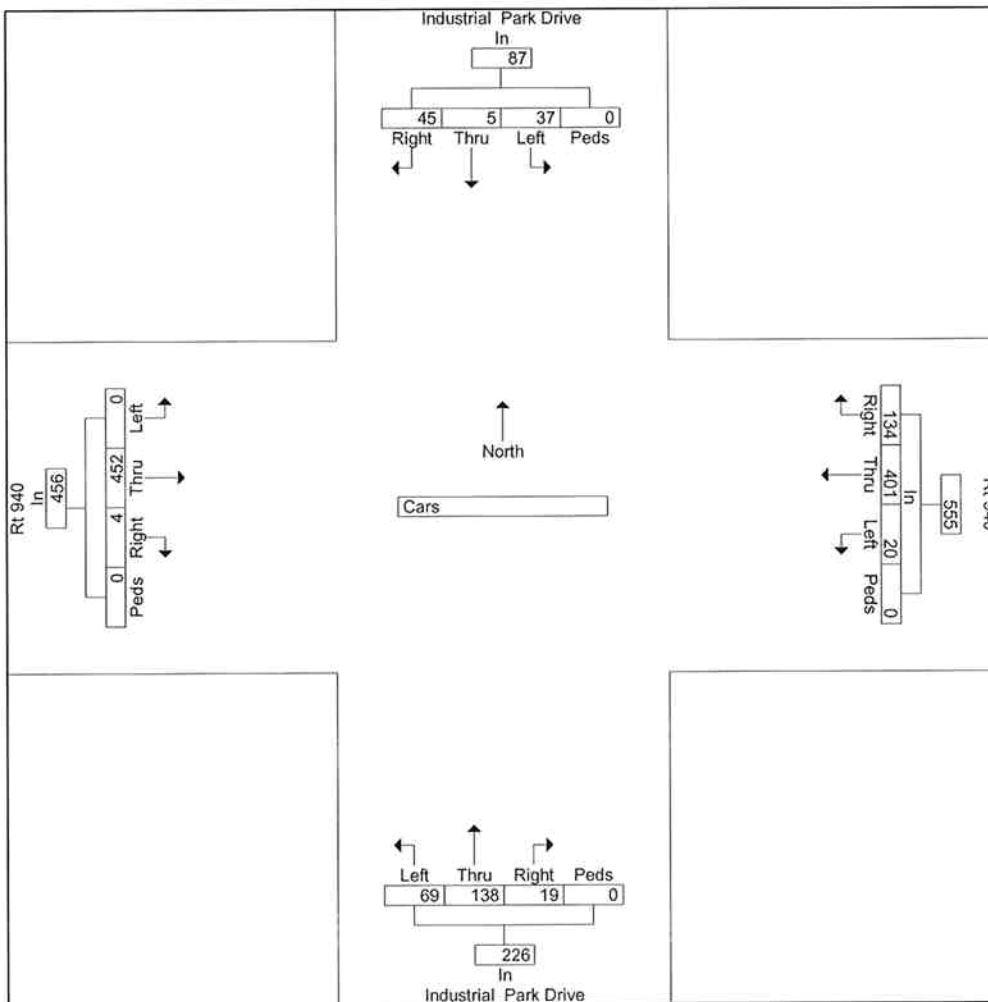 Industrial Park Drive
In
87
45 5 37 0
Right Thru Left Peds
Rt 940
In
456
0 452 4 0
Left Thru Right Peds
North
Cars
Right Thru Left Peds
134 401 20 0
In
555
Left Thru Right Peds
69 138 19 0
226
In
Industrial Park Drive